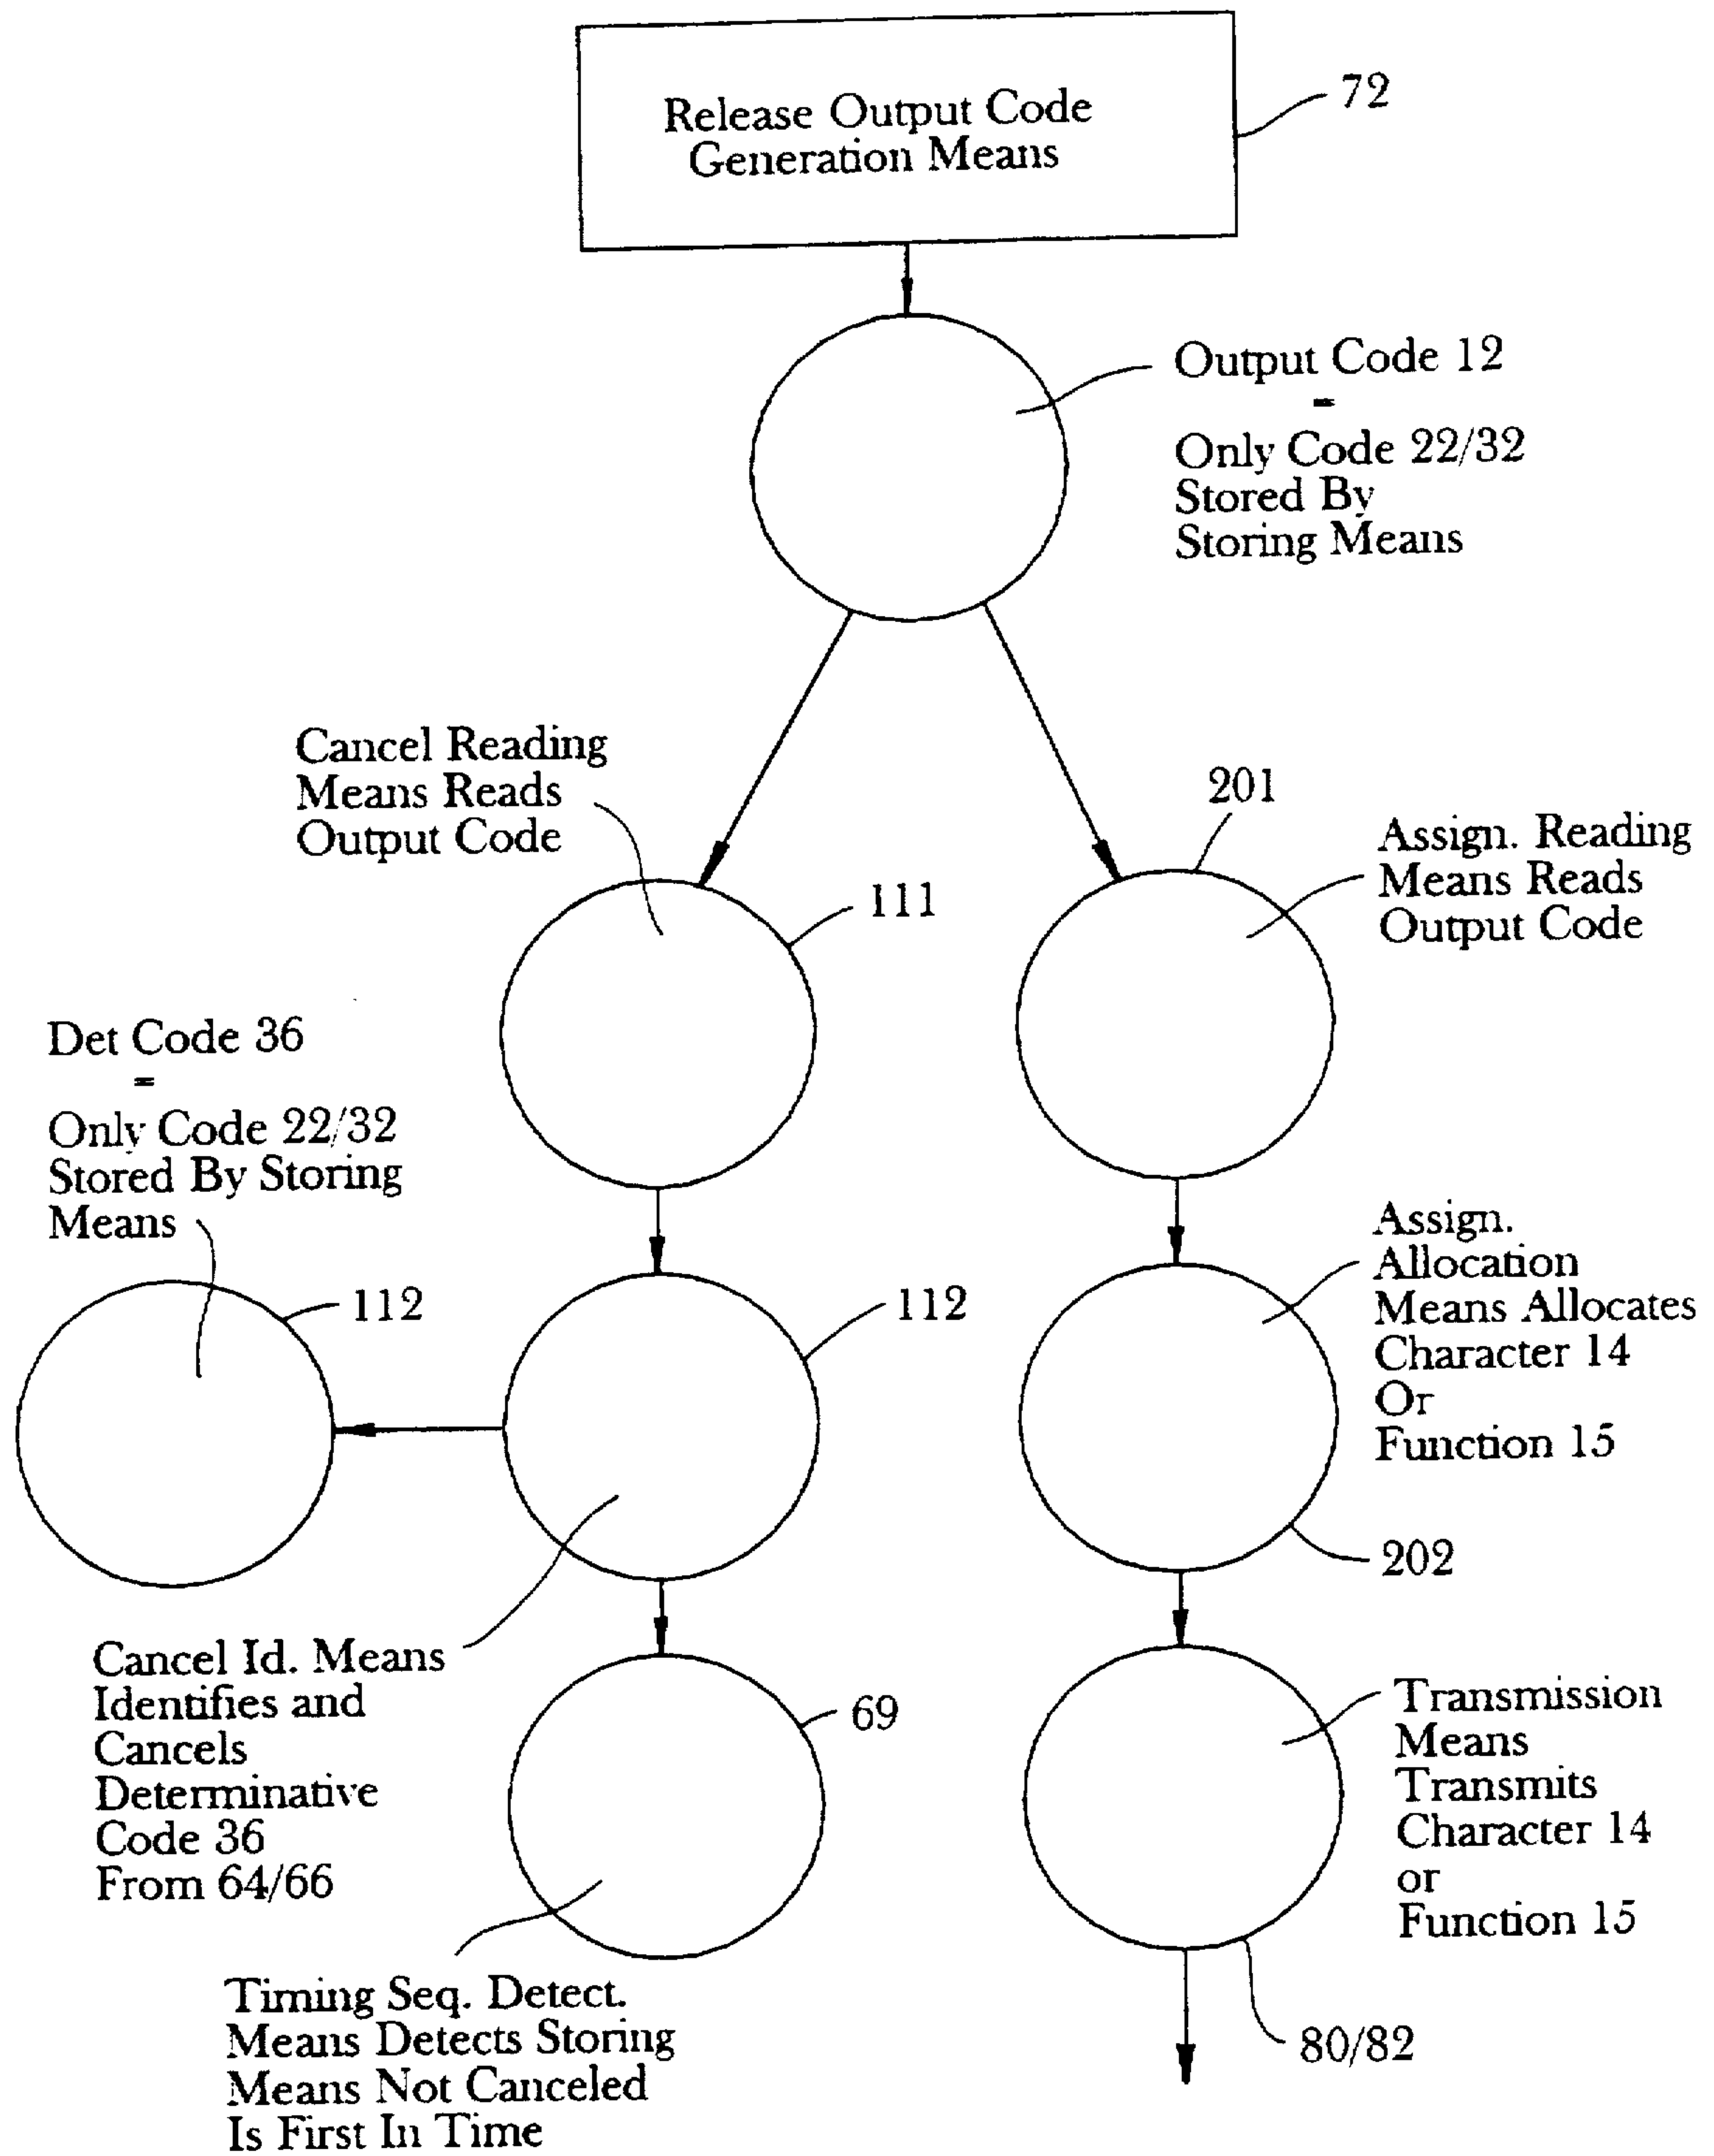 Release Output Code
Generation Means
72
Output Code 12
=
Only Code 22/32
Stored By
Storing Means
Cancel Reading
Means Reads
Output Code
111
201
Assign. Reading
Means Reads
Output Code
Det Code 36
=
Only Code 22/32
Stored By Storing
Means
112
112
Assign.
Allocation
Means Allocates
Character 14
Or
Function 15
202
Cancel Id. Means
Identifies and
Cancels
Determinative
Code 36
From 64/66
69
Transmission
Means
Transmits
Character 14
or
Function 15
80/82
Timing Seq. Detect.
Means Detects Storing
Means Not Canceled
Is First In Time